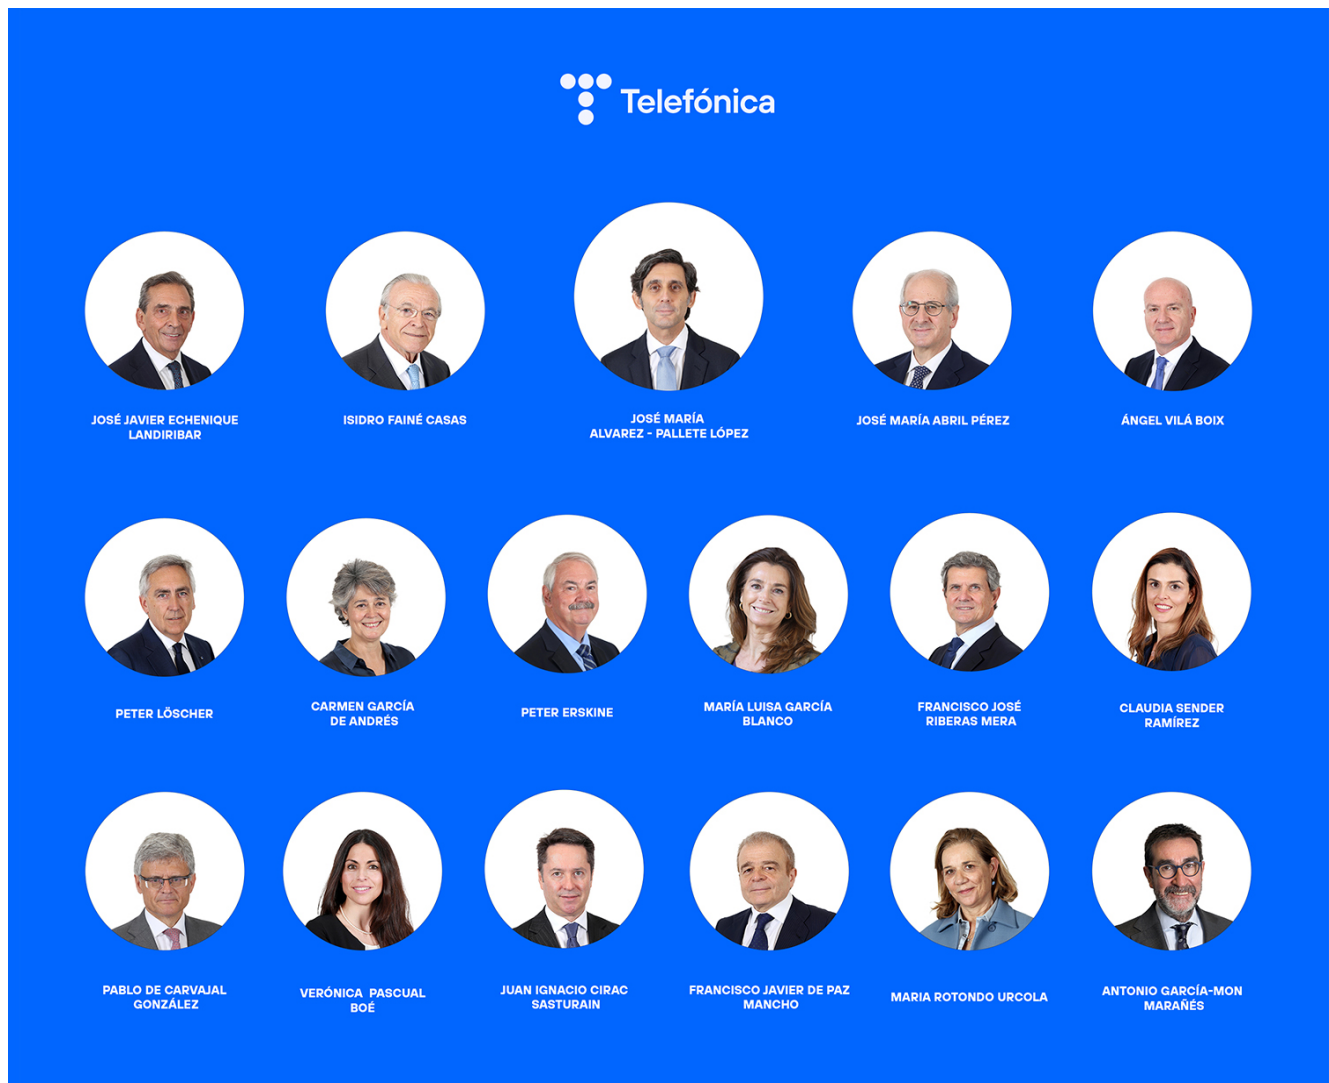 Telefónica
JOSÉ JAVIER ECHENIQUE
LANDIRIBAR
ISIDRO FAINÉ CASAS
JOSÉ MARÍA
ALVAREZ - PALLETE LÓPEZ
JOSÉ MARÍA ABRIL PÉREZ
ÁNGEL VILÁ BOIX
PETER LÖSCHER
CARMEN GARCÍA
DE ANDRÉS
PETER ERSKINE
MARÍA LUISA GARCÍA
BLANCO
FRANCISCO JOSÉ
RIBERAS MERA
CLAUDIA SENDER
RAMÍREZ
PABLO DE CARVAJAL
GONZÁLEZ
VERÓNICA PASCUAL
BOÉ
JUAN IGNACIO CIRAC
SASTURAIN
FRANCISCO JAVIER DE PAZ
MANCHO
MARIA ROTONDO URCOLA
ANTONIO GARCÍA-MON
MARAÑÉS